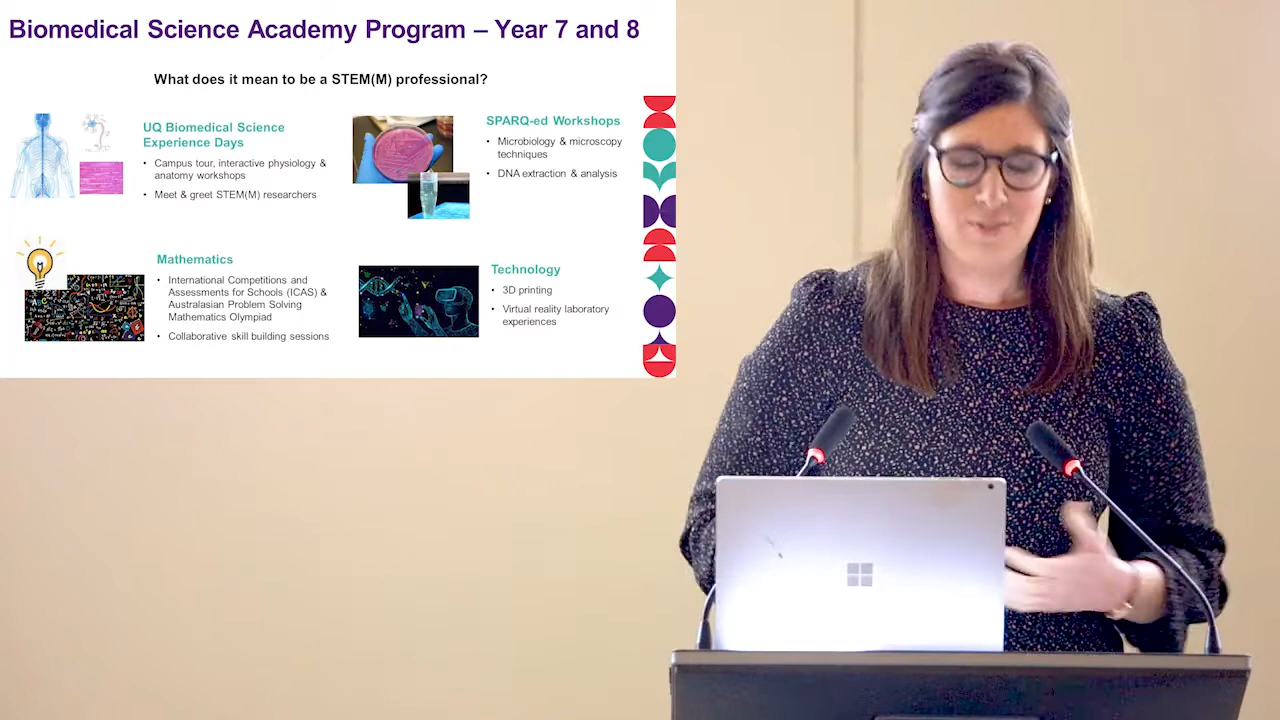 Biomedical Science Academy Program – Year 7 and 8
What does it mean to be a STEM(M) professional?
UQ Biomedical Science
Experience Days
• Campus tour, interactive physiology &
anatomy workshops
• Meet & greet STEM(M) researchers
SPARQ-ed Workshops
• Microbiology & microscopy
techniques
• DNA extraction & analysis
Mathematics
• International Competitions and
Assessments for Schools (ICAS) &
Australasian Problem Solving
Mathematics Olympiad
• Collaborative skill building sessions
Technology
• 3D printing
• Virtual reality laboratory
experiences